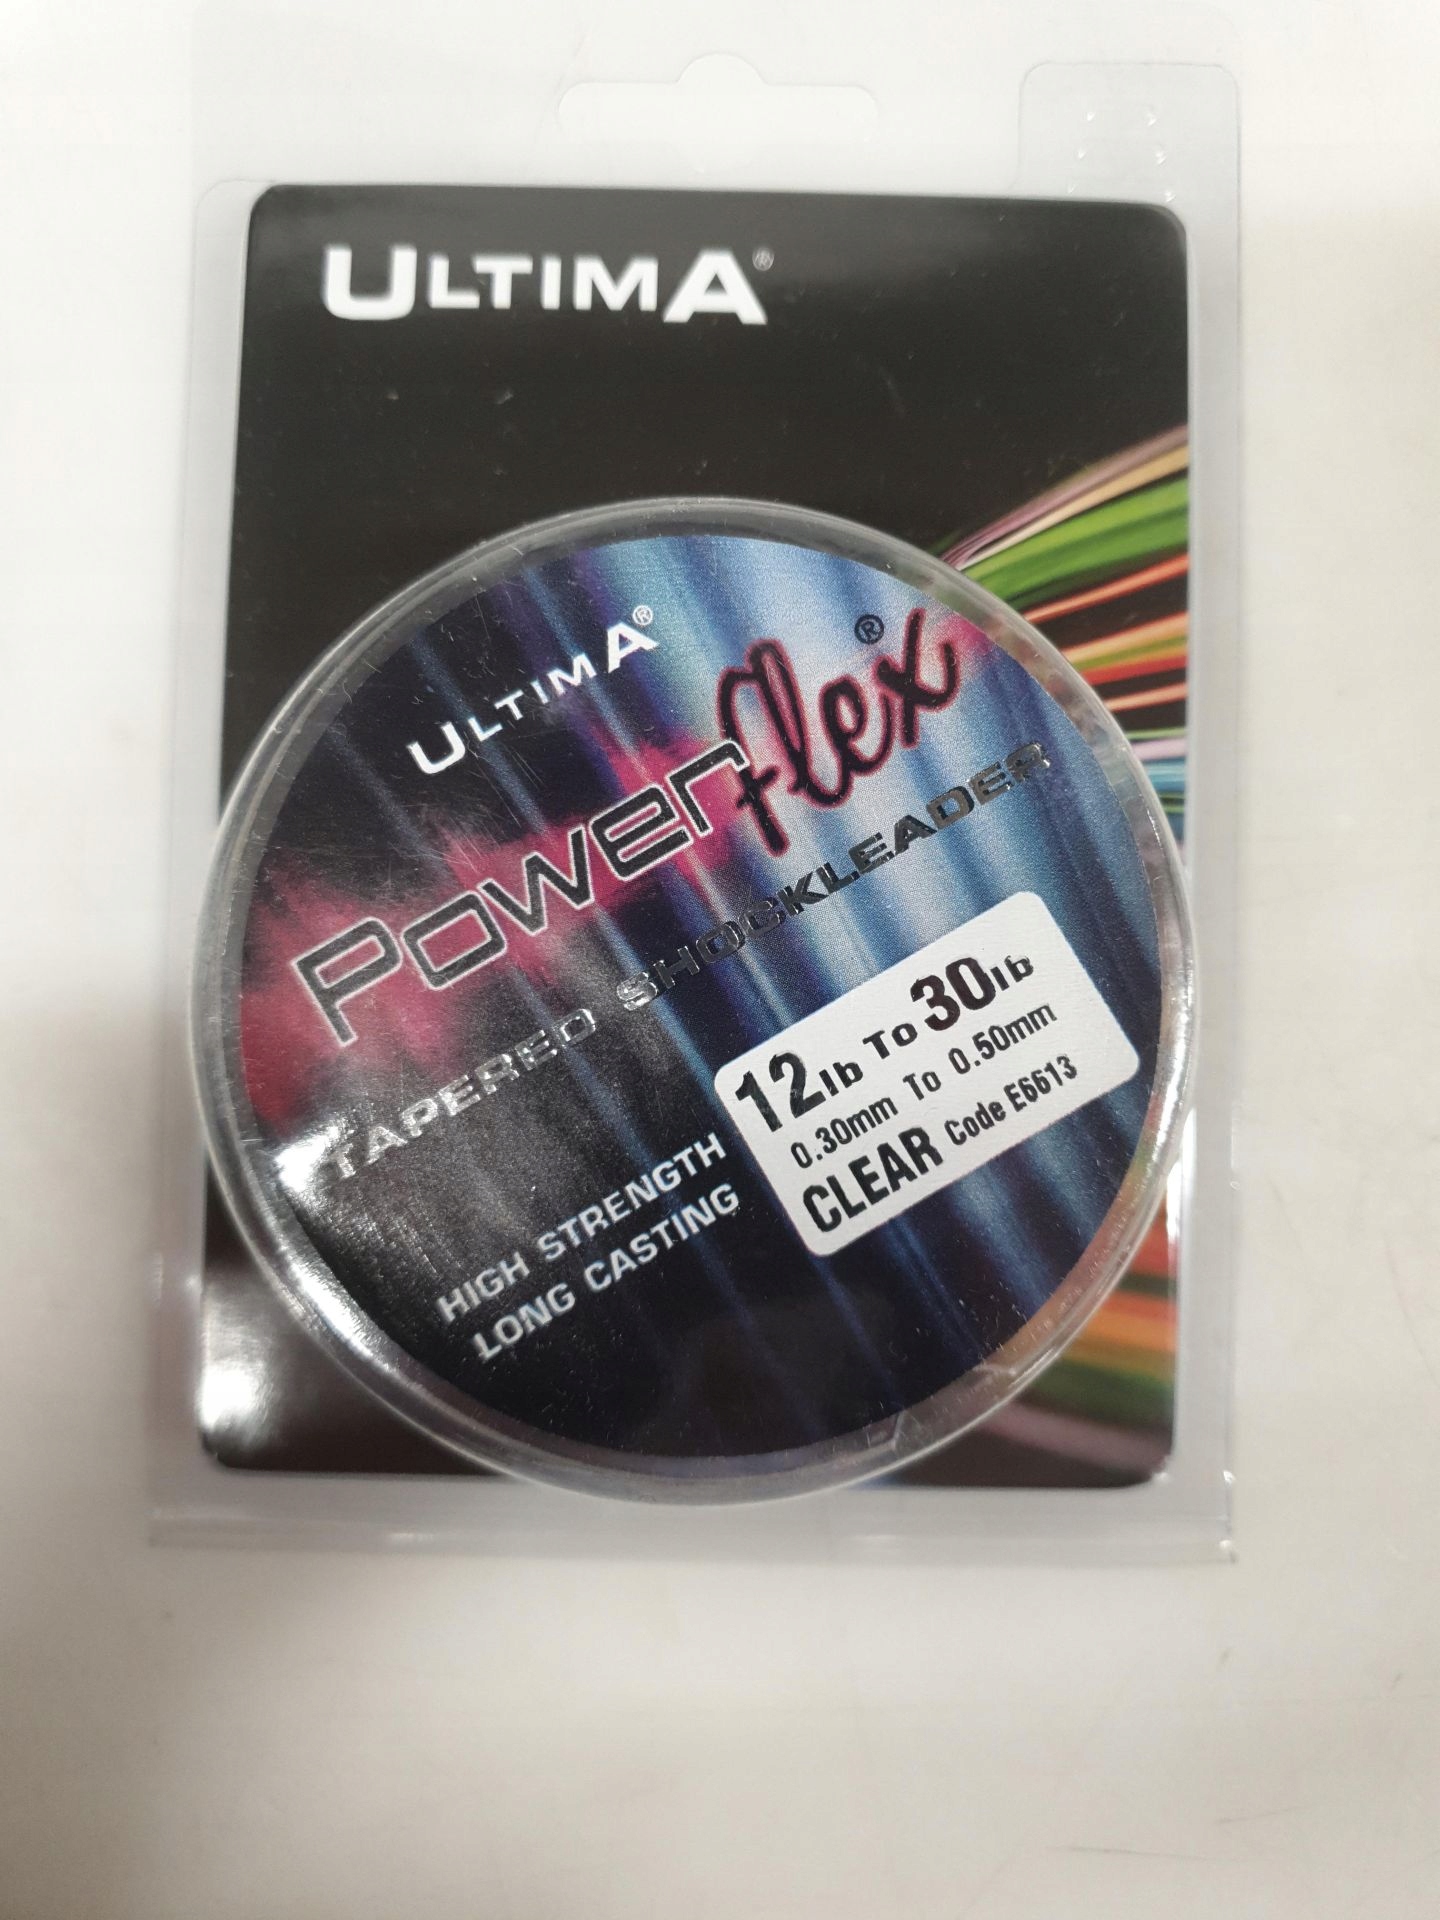 ULTIMA®
ULTIMA®
PowerFlex®
TAPERED SHOCKLEADER
12lb To 30lb
0.30mm To 0.50mm
CLEAR Code E6613
HIGH STRENGTH
LONG CASTING